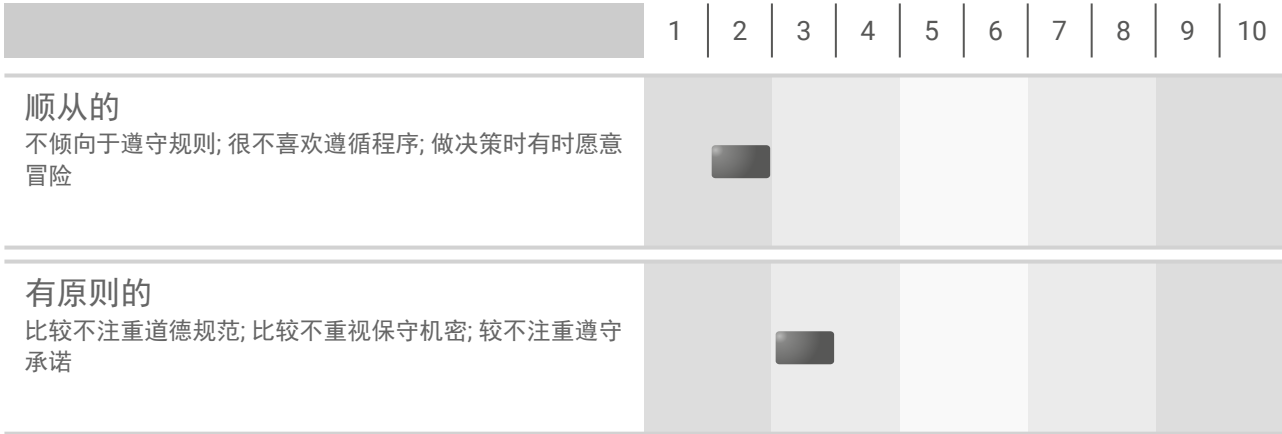 1 2 3 4 5 6 7 8 9 10
顺从的
不倾向于遵守规则; 很不喜欢遵循程序; 做决策时有时愿意
冒险
有原则的
比较不注重道德规范; 比较不重视保守机密; 较不注重遵守
承诺